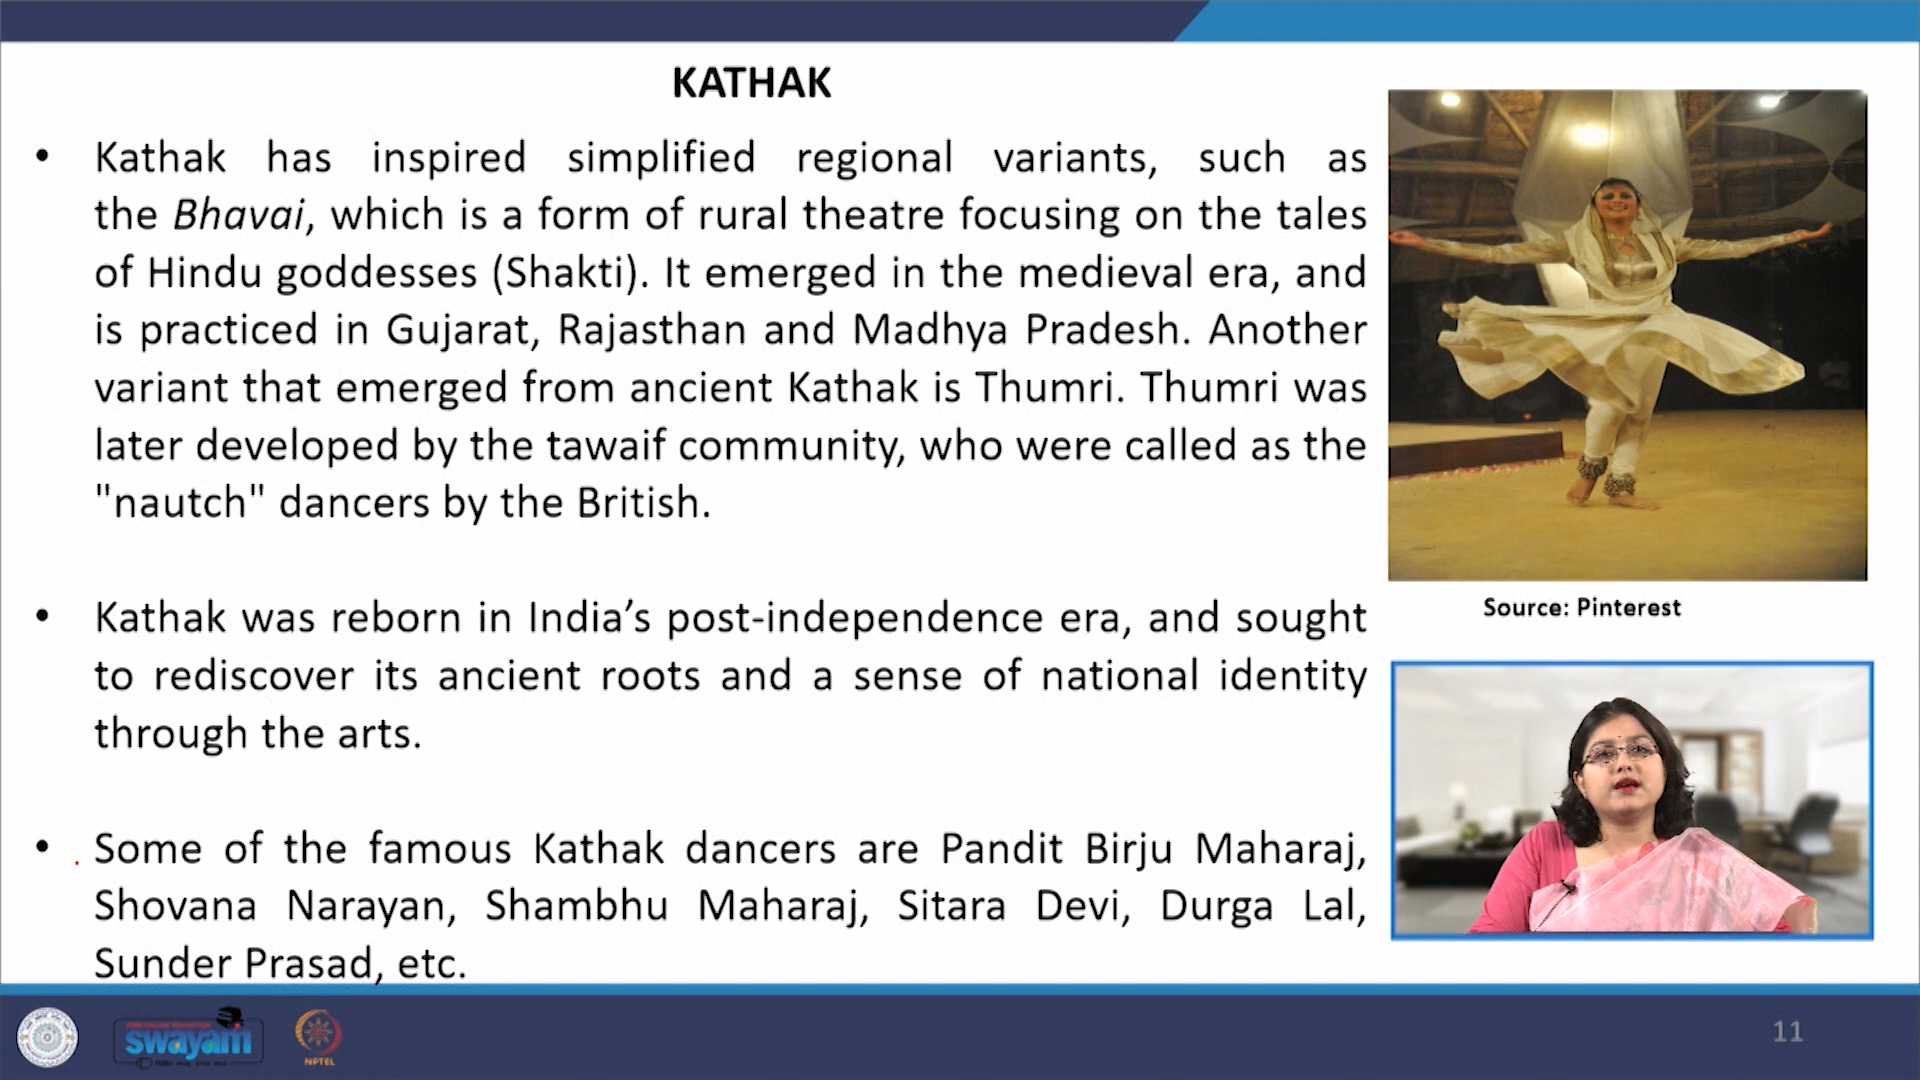 KATHAK
• Kathak has inspired simplified regional variants, such as
the Bhavai, which is a form of rural theatre focusing on the tales
of Hindu goddesses (Shakti). It emerged in the medieval era, and
is practiced in Gujarat, Rajasthan and Madhya Pradesh. Another
variant that emerged from ancient Kathak is Thumri. Thumri was
later developed by the tawaif community, who were called as the
"nautch" dancers by the British.
• Kathak was reborn in India’s post-independence era, and sought
to rediscover its ancient roots and a sense of national identity
through the arts.
• Some of the famous Kathak dancers are Pandit Birju Maharaj,
Shovana Narayan, Shambhu Maharaj, Sitara Devi, Durga Lal,
Sunder Prasad, etc.
Source: Pinterest
swayam
NPTEL
11